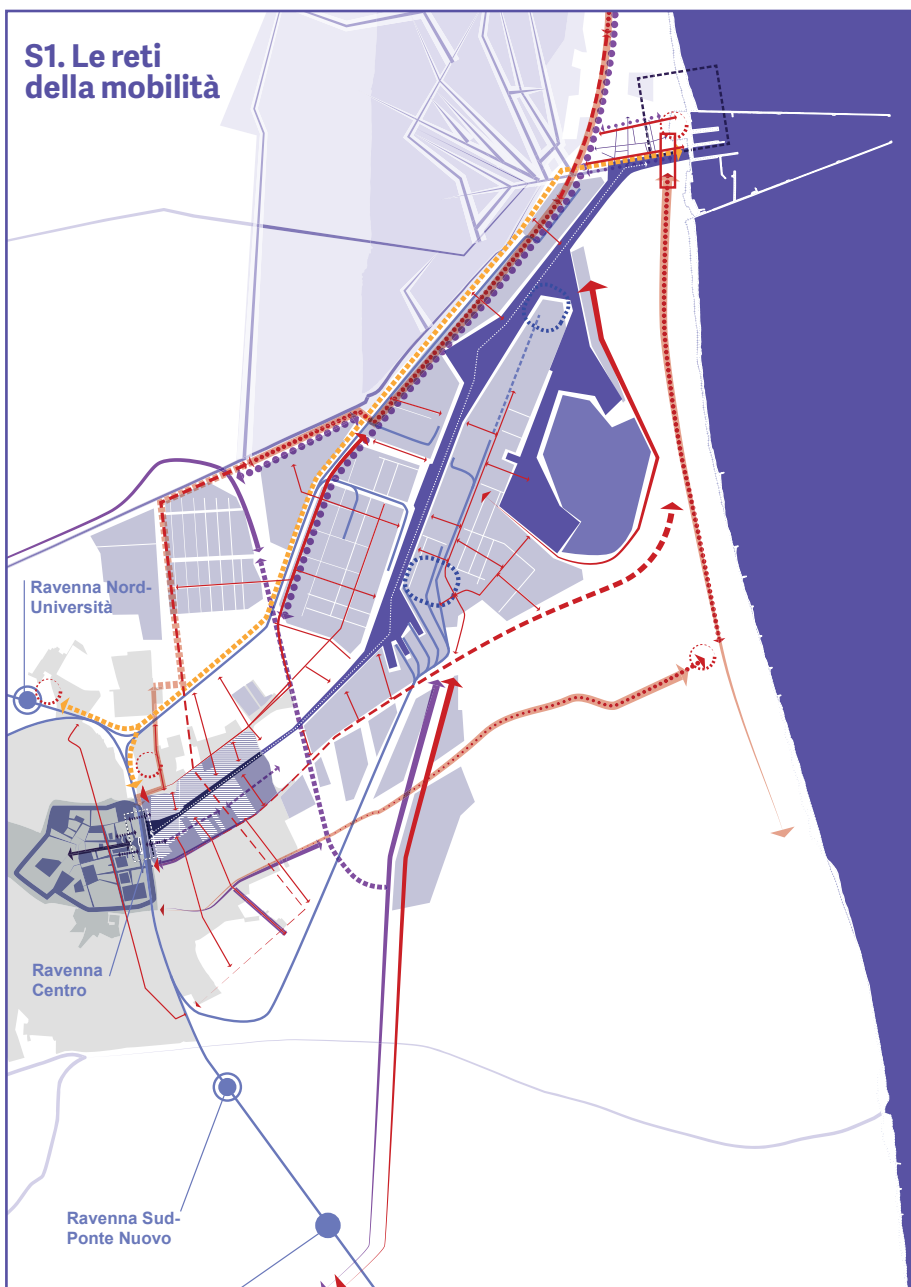 S1. Le reti
della mobilità
Ravenna Nord-
Università
Ravenna
Centro
Ravenna Sud-
Ponte Nuovo